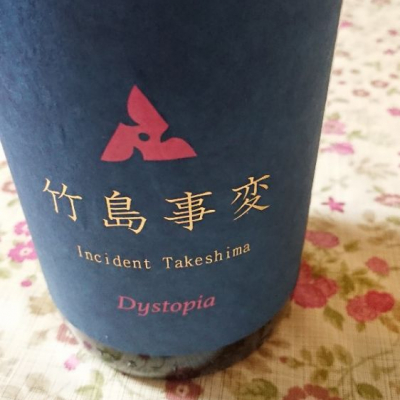 竹島事変
Incident Takeshima
Dystopia